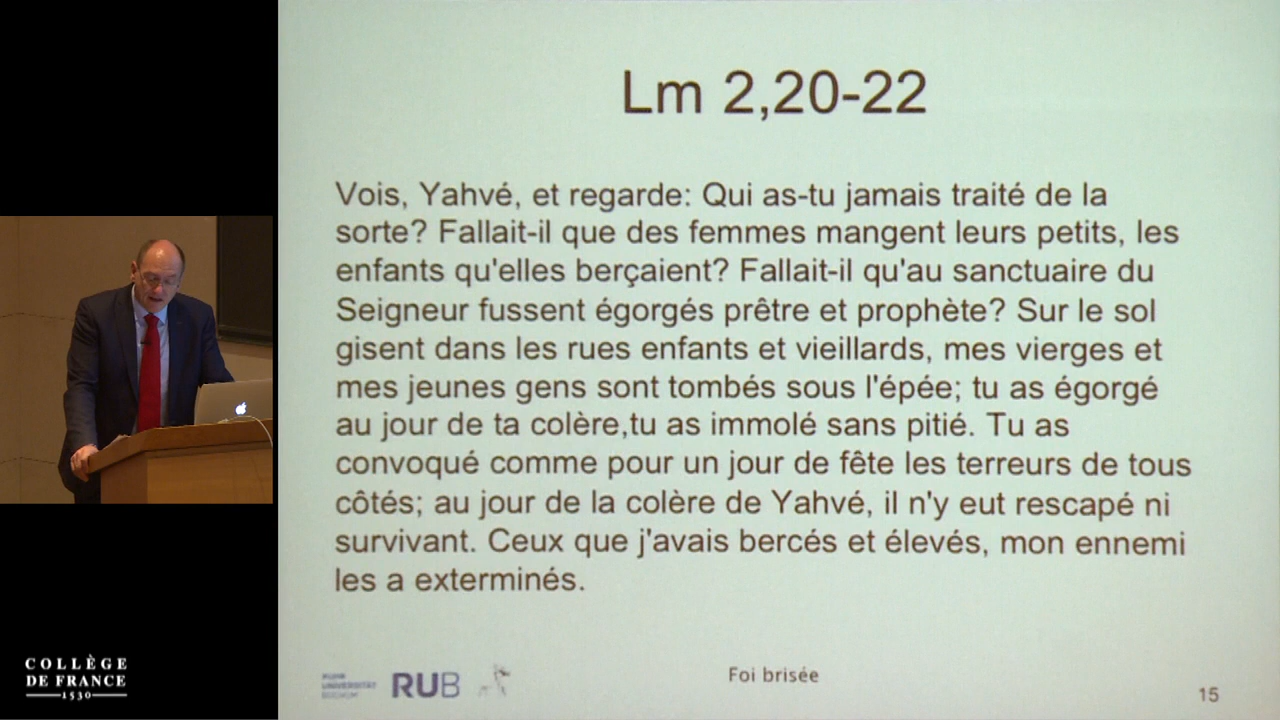 Lm 2,20-22
Vois, Yahvé, et regarde: Qui as-tu jamais traité de la
sorte? Fallait-il que des femmes mangent leurs petits, les
enfants qu'elles berçaient? Fallait-il qu'au sanctuaire du
Seigneur fussent égorgés prêtre et prophète? Sur le sol
gisent dans les rues enfants et vieillards, mes vierges et
mes jeunes gens sont tombés sous l'épée; tu as égorgé
au jour de ta colère,tu as immolé sans pitié. Tu as
convoqué comme pour un jour de fête les terreurs de tous
côtés; au jour de la colère de Yahvé, il n'y eut rescapé ni
survivant. Ceux que j'avais bercés et élevés, mon ennemi
les a exterminés.
RUHR
UNIVERSITÄT
BOCHUM
RUB
Foi brisée
15
COLLÈGE
DE FRANCE
1530